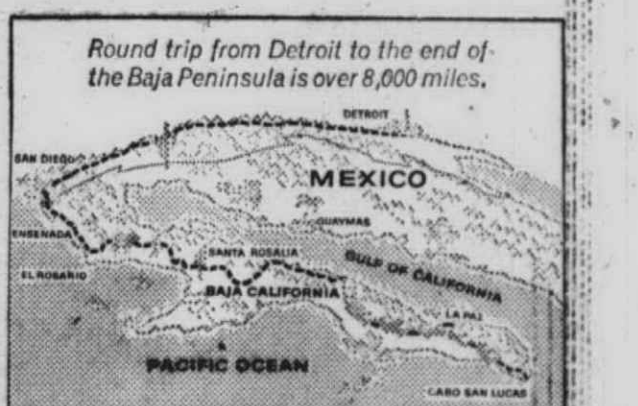 Round trip from Detroit to the end of
the Baja Peninsula is over 8,000 miles.
DETROIT
SAN DIEGO
MEXICO
GUAYMAS
ENSENADA
SANTA ROSALIA
GULF OF CALIFORNIA
EL ROSARIO
BAJA CALIFORNIA
LA PAZ
PACIFIC OCEAN
CABO SAN LUCAS